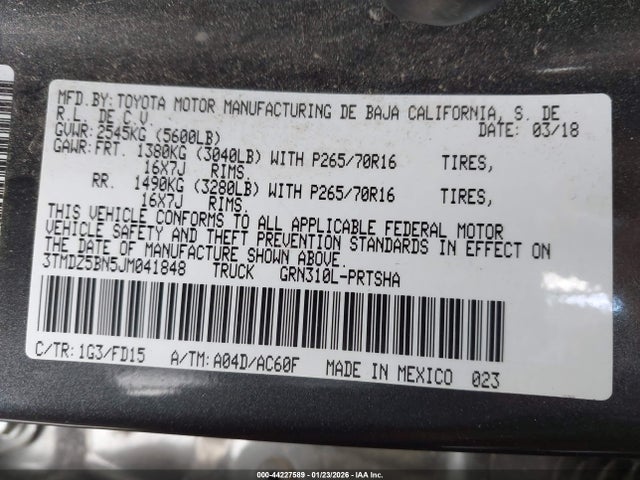 MFD.BY:TOYOTA MOTOR MANUFACTURING DE BAJA CALIFORNIA, S. DE
R.L. DE C.V. DATE: 03/18
GVWR:2545KG (5600LB)
GAWR:FRT. 1380KG (3040LB) WITH P265/70R16 TIRES,
16X7J RIMS.
RR. 1490KG (3280LB) WITH P265/70R16 TIRES,
16X7J RIMS.
THIS VEHICLE CONFORMS TO ALL APPLICABLE FEDERAL MOTOR
VEHICLE SAFETY AND THEFT PREVENTION STANDARDS IN EFFECT ON
THE DATE OF MANUFACTURE SHOWN ABOVE.
3TMDZ5BN5JM041848 TRUCK GRN310L-PRTSHA
C/TR:1G3/FD15 A/TM:A04D/AC60F MADE IN MEXICO 023
000-44227589 - 01/23/2026 - IAA Inc.